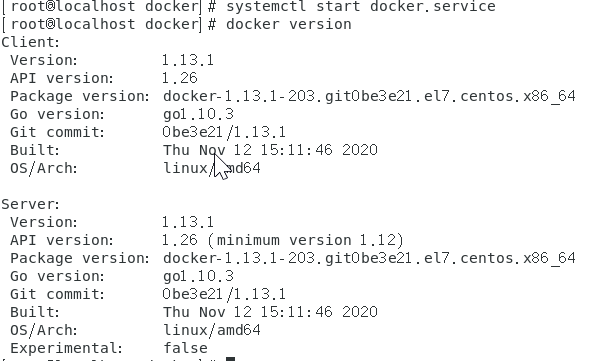 [root@localhost docker]# systemctl start docker.service
[root@localhost docker]# docker version
Client:
 Version:         1.13.1
 API version:     1.26
 Package version: docker-1.13.1-203.git0be3e21.el7.centos.x86_64
 Go version:      go1.10.3
 Git commit:      0be3e21/1.13.1
 Built:           Thu Nov 12 15:11:46 2020
 OS/Arch:         linux/amd64

Server:
 Version:         1.13.1
 API version:     1.26 (minimum version 1.12)
 Package version: docker-1.13.1-203.git0be3e21.el7.centos.x86_64
 Go version:      go1.10.3
 Git commit:      0be3e21/1.13.1
 Built:           Thu Nov 12 15:11:46 2020
 OS/Arch:         linux/amd64
 Experimental:    false
[root@localhost docker]#